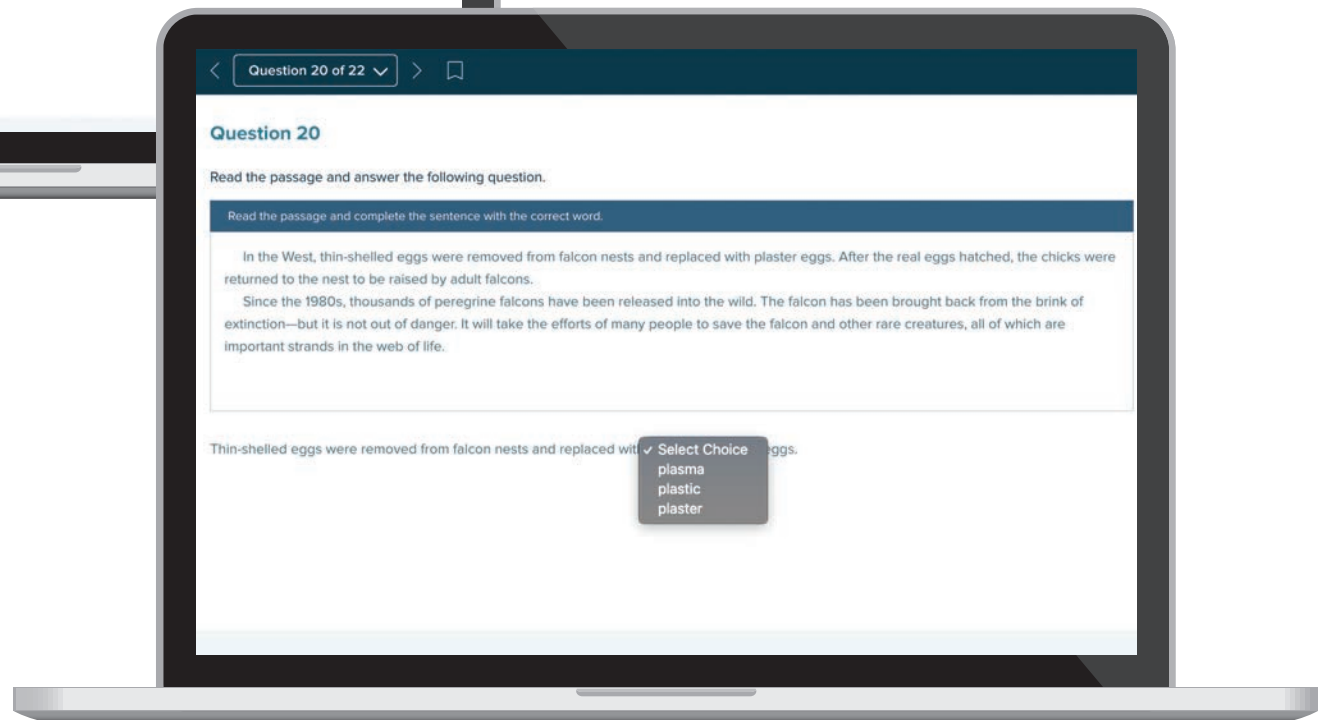 Question 20 of 22
Question 20
Read the passage and answer the following question.
Read the passage and complete the sentence with the correct word.
In the West, thin-shelled eggs were removed from falcon nests and replaced with plaster eggs. After the real eggs hatched, the chicks were
returned to the nest to be raised by adult falcons.
Since the 1980s, thousands of peregrine falcons have been released into the wild. The falcon has been brought back from the brink of
extinction—but it is not out of danger. It will take the efforts of many people to save the falcon and other rare creatures, all of which are
important strands in the web of life.
Thin-shelled eggs were removed from falcon nests and replaced wit ✓ Select Choice ggs.
plasma
plastic
plaster